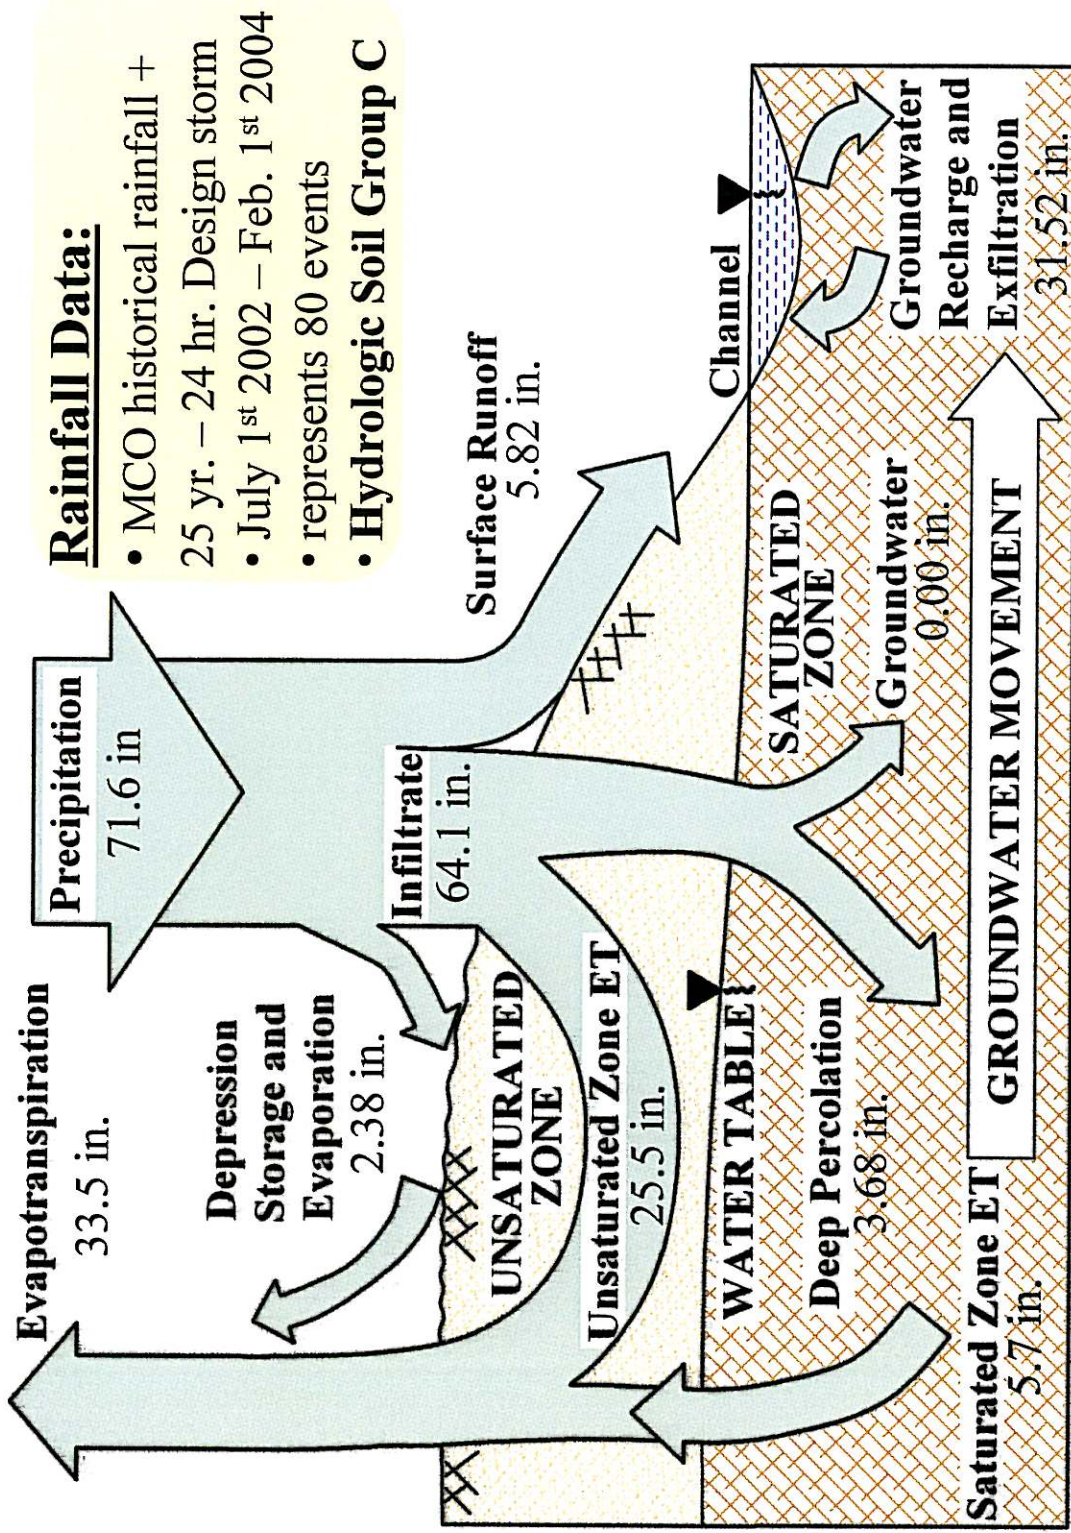 Rainfall Data:
• MCO historical rainfall +
25 yr. – 24 hr. Design storm
• July 1st 2002 – Feb. 1st 2004
• represents 80 events
• Hydrologic Soil Group C
Evapotranspiration
33.5 in.
Precipitation
71.6 in
Depression
Storage and
Evaporation
2.38 in.
Infiltrate
64.1 in.
Surface Runoff
5.82 in.
UNSATURATED
ZONE
Unsaturated Zone ET
25.5 in.
WATER TABLE
Deep Percolation
3.68 in.
SATURATED
ZONE
Groundwater
0.00 in.
Channel
Groundwater
Recharge and
Exfiltration
31.52 in.
Saturated Zone ET
5.7 in.
GROUNDWATER MOVEMENT